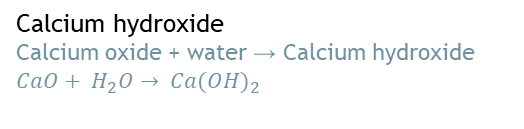 Calcium hydroxide
Calcium oxide + water → Calcium hydroxide
CaO + H₂O → Ca(OH)₂